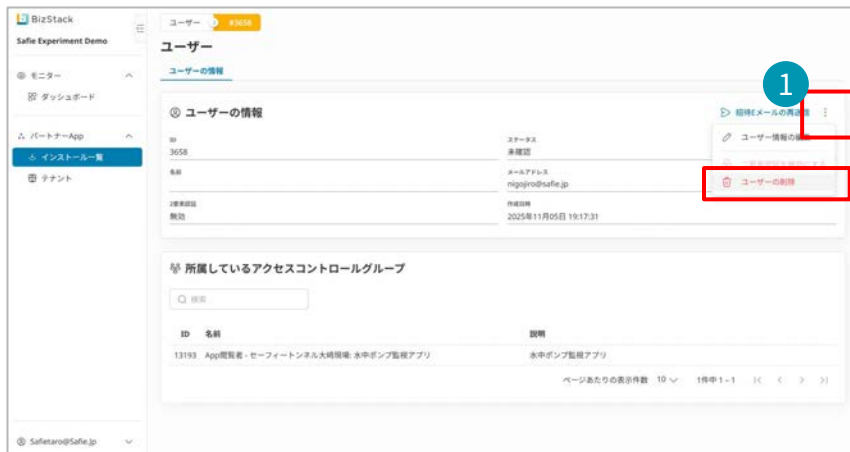 BizStack
Safie Experiment Demo
モニター
ダッシュボード
パートナーApp
インストール一覧
テナント
Safietaro@Safie.jp
ユーザー
#3658
ユーザー
ユーザーの情報
ユーザーの情報
1
招待Eメールの再送信
ユーザー情報の
ユーザーの削除
ID
3658
ステータス
未確認
名前
メールアドレス
nigojiro@safie.jp
2要素認証
無効
作成日時
2025年11月05日 19:17:31
所属しているアクセスコントロールグループ
検索
ID 名前 説明
13193 App閲覧者 - セーフィートンネル大崎現場: 水中ポンプ監視アプリ 水中ポンプ監視アプリ
ページあたりの表示件数 10 1件中 1 - 1